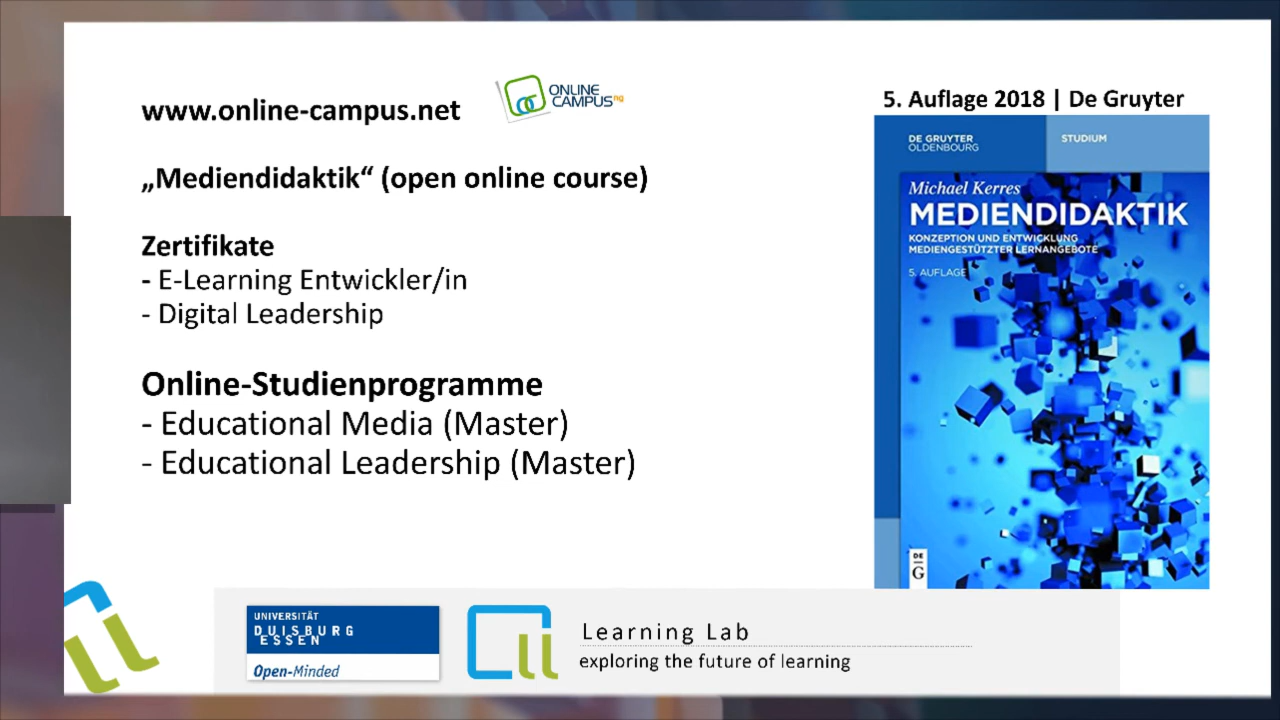 www.online-campus.net
ONLINE
CAMPUSng
„Mediendidaktik“ (open online course)
Zertifikate
- E-Learning Entwickler/in
- Digital Leadership
Online-Studienprogramme
- Educational Media (Master)
- Educational Leadership (Master)
5. Auflage 2018 | De Gruyter
DE GRUYTER
OLDENBOURG
STUDIUM
Michael Kerres
MEDIENDIDAKTIK
KONZEPTION UND ENTWICKLUNG
MEDIENGESTÜTZTER LERNANGEBOTE
5. AUFLAGE
DE
G
UNIVERSITÄT
DUISBURG
ESSEN
Open-Minded
Learning Lab
exploring the future of learning